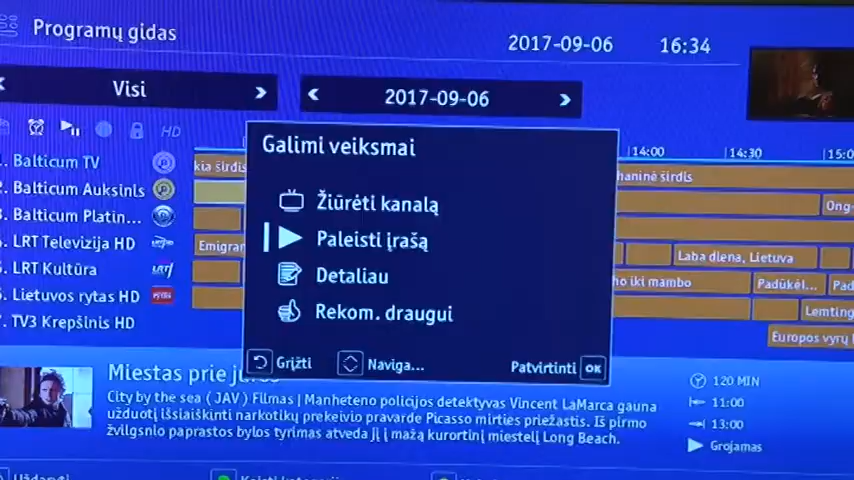 Programų gidas
2017-09-06 16:34
Visi
2017-09-06
HD
14:00 14:30 15:0
Galimi veiksmai
Žiūrėti kanalą
Paleisti įrašą
Detaliau
Rekom. draugui
Grįžti Naviga... Patvirtinti OK
. Balticum TV kia širdis haninė širdis
. Balticum Auksinis Ong-
. Balticum Platin...
. LRT Televizija HD Emigran Laba diena, Lietuva
. LRT Kultūra ho iki mambo Padūkėl... Pad
. Lietuvos rytas HD Lemting
. TV3 Krepšinis HD Europos vyrų
Miestas prie jūros
City by the sea ( JAV ) Filmas | Manheteno policijos detektyvas Vincent LaMarca gauna
užduotį išsiaiškinti narkotikų prekeivio pravarde Picasso mirties priežastis. Iš pirmo
žvilgsnio paprastos bylos tyrimas atveda jį į mažą kurortinį miestelį Long Beach.
120 MIN
11:00
13:00
Grojamas